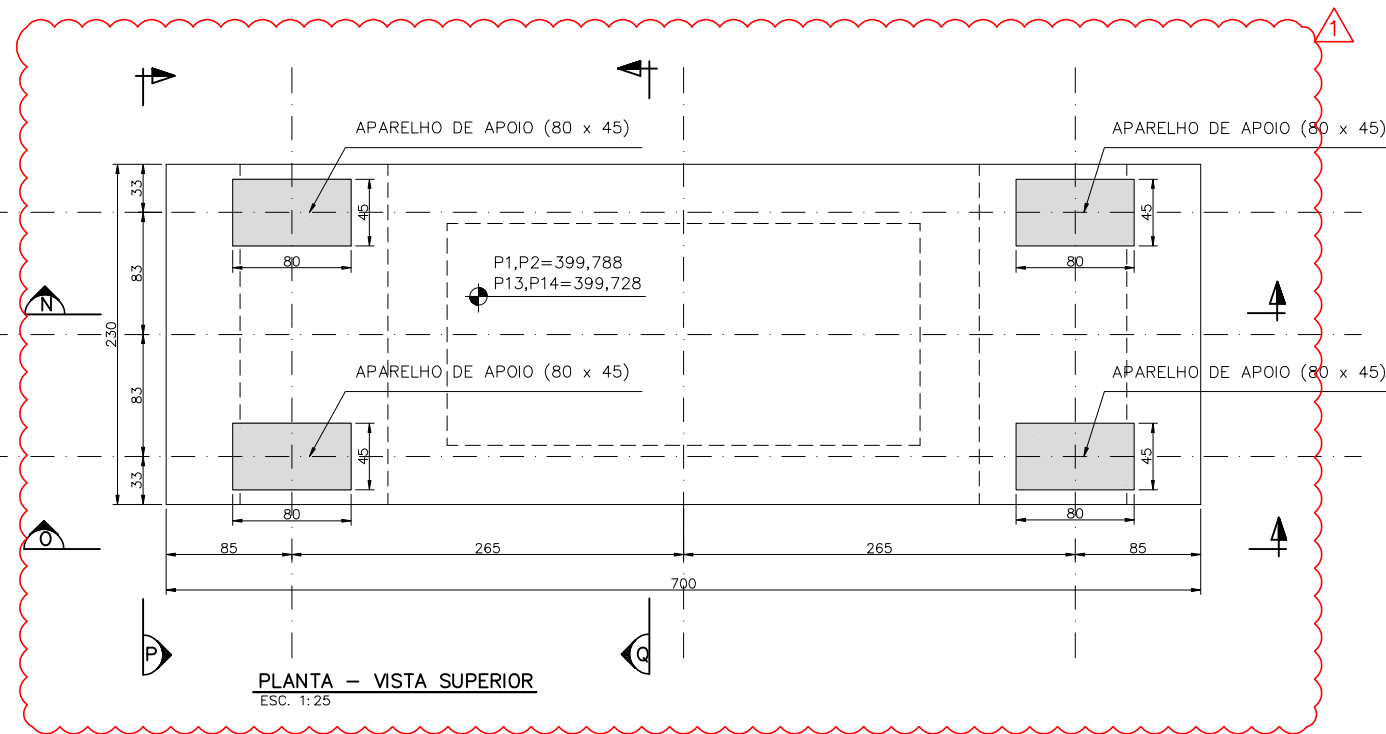 1
APARELHO DE APOIO (80 x 45)
APARELHO DE APOIO (80 x 45)
33
45
45
80
80
83
P1,P2=399,788
P13,P14=399,728
N
230
APARELHO DE APOIO (80 x 45)
APARELHO DE APOIO (80 x 45)
83
45
45
33
80
80
O
85
265
265
85
700
P
Q
PLANTA – VISTA SUPERIOR
ESC. 1:25